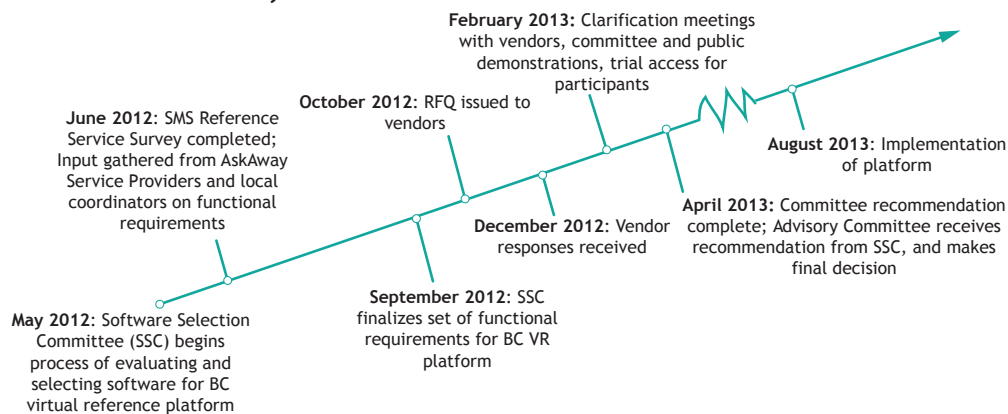 February 2013: Clarification meetings
with vendors, committee and public
demonstrations, trial access for
participants
October 2012: RFQ issued to
vendors
June 2012: SMS Reference
Service Survey completed;
Input gathered from AskAway
Service Providers and local
coordinators on functional
requirements
August 2013: Implementation
of platform
April 2013: Committee recommendation
complete; Advisory Committee receives
recommendation from SSC, and makes
final decision
December 2012: Vendor
responses received
September 2012: SSC
finalizes set of functional
requirements for BC VR
platform
May 2012: Software Selection
Committee (SSC) begins
process of evaluating and
selecting software for BC
virtual reference platform